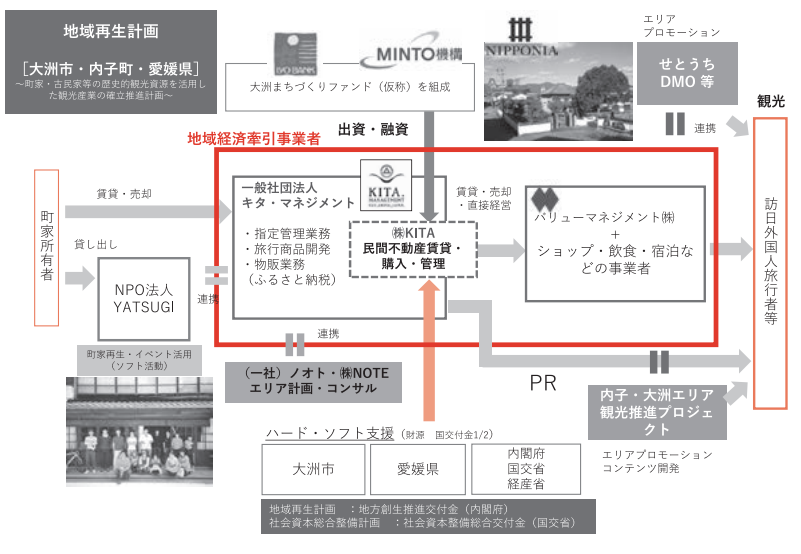 地域再生計画
［大洲市・内子町・愛媛県］
～町家・古民家等の歴史的観光資源を活用し
た観光産業の確立推進計画～
IYO BANK
MINTO機構
大洲まちづくりファンド（仮称）を組成
NIPPONIA
エリア
プロモーション
せとうち
DMO 等
連携
観光
出資・融資
地域経済牽引事業者
町家所有者
賃貸・売却
貸し出し
NPO法人
YATSUGI
連携
町家再生・イベント活用
（ソフト活動）
一般社団法人
キタ・マネジメント
KITA.
MANAGEMENT
・指定管理業務
・旅行商品開発
・物販業務
（ふるさと納税）
㈱KITA
民間不動産賃貸・
購入・管理
賃貸・売却
・直接経営
バリューマネジメント㈱
+
ショップ・飲食・宿泊な
どの事業者
訪日外国人旅行者等
連携
（一社）ノオト・㈱NOTE
エリア計画・コンサル
PR
内子・大洲エリア
観光推進プロジェ
クト
エリアプロモーション
コンテンツ開発
ハード・ソフト支援（財源　国交付金1/2）
大洲市
愛媛県
内閣府
国交省
経産省
地域再生計画　：地方創生推進交付金（内閣府）
社会資本総合整備計画　：社会資本整備総合交付金（国交省）